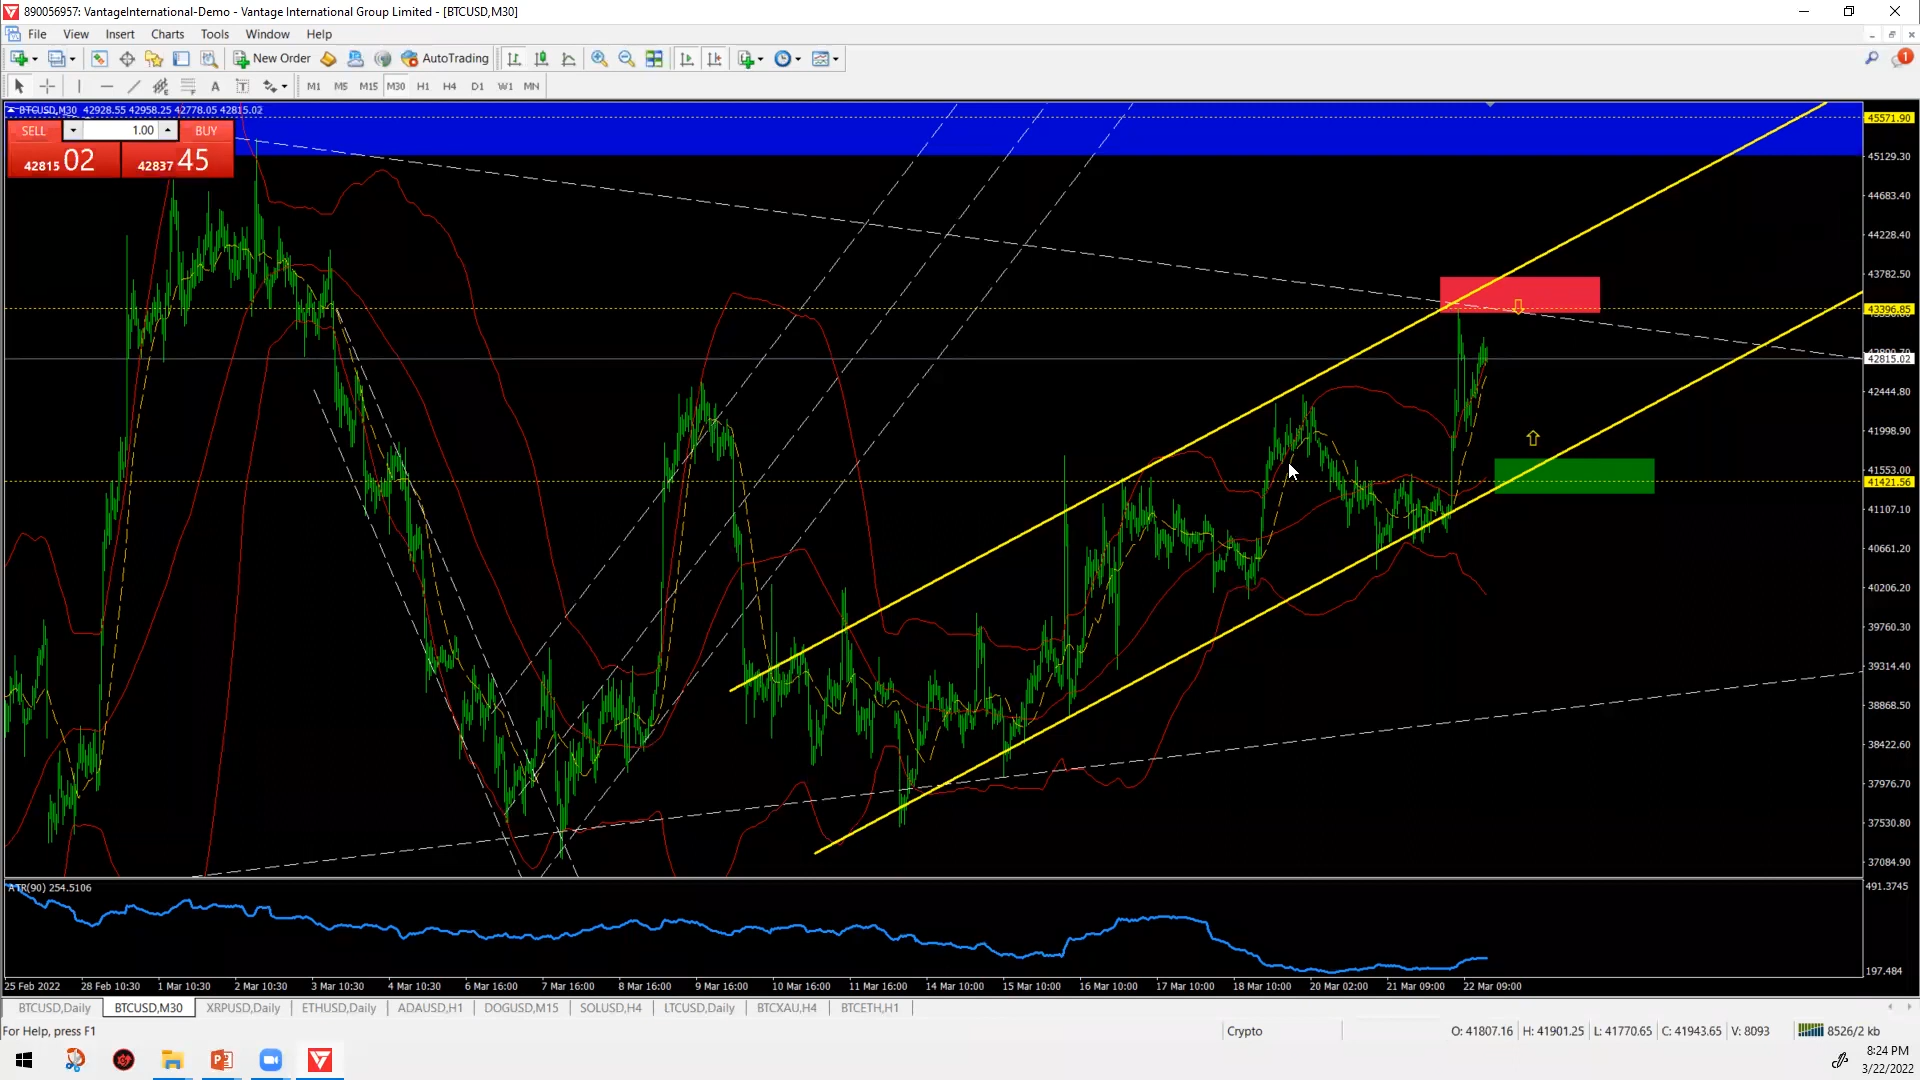 890056957: VantageInternational-Demo - Vantage International Group Limited - [BTCUSD,M30]
File View Insert Charts Tools Window Help
New Order AutoTrading 1
A T M1 M5 M15 M30 H1 H4 D1 W1 MN
BTCUSD,M30 42928.55 42958.25 42778.05 42815.02
SELL 1.00 BUY
42815 02 42837 45
45571.90
45129.30
44683.40
44228.40
43782.50
43396.85
42815.02
42444.80
41998.90
41553.00
41421.56
41107.10
40661.20
40206.20
39760.30
39314.40
38868.50
38422.60
37976.70
37530.80
37084.90
ATR(90) 254.5106
491.3745
197.484
25 Feb 2022 28 Feb 10:30 1 Mar 10:30 2 Mar 10:30 3 Mar 10:30 4 Mar 10:30 6 Mar 16:00 7 Mar 16:00 8 Mar 16:00 9 Mar 16:00 10 Mar 16:00 11 Mar 16:00 14 Mar 10:00 15 Mar 10:00 16 Mar 10:00 17 Mar 10:00 18 Mar 10:00 20 Mar 02:00 21 Mar 09:00 22 Mar 09:00
BTCUSD,Daily BTCUSD,M30 XRPUSD,Daily ETHUSD,Daily ADAUSD,H1 DOGUSD,M15 SOLUSD,H4 LTCUSD,Daily BTCXAU,H4 BTCETH,H1
For Help, press F1 Crypto O: 41807.16 H: 41901.25 L: 41770.65 C: 41943.65 V: 8093 8526/2 kb
8:24 PM
3/22/2022